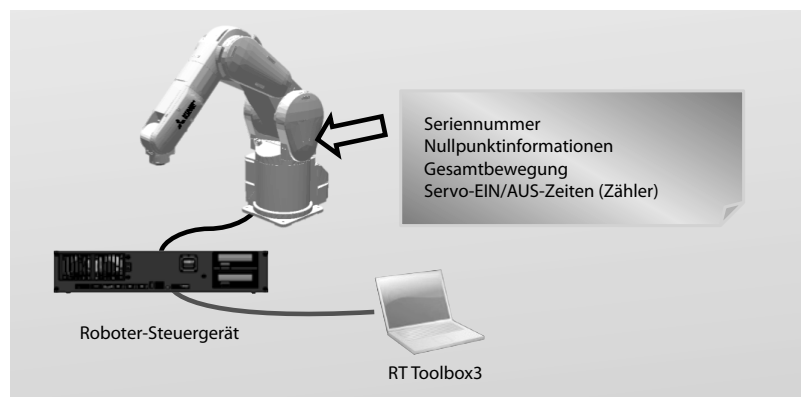 Seriennummer
Nullpunktinformationen
Gesamtbewegung
Servo-EIN/AUS-Zeiten (Zähler)
Roboter-Steuergerät
RT Toolbox3